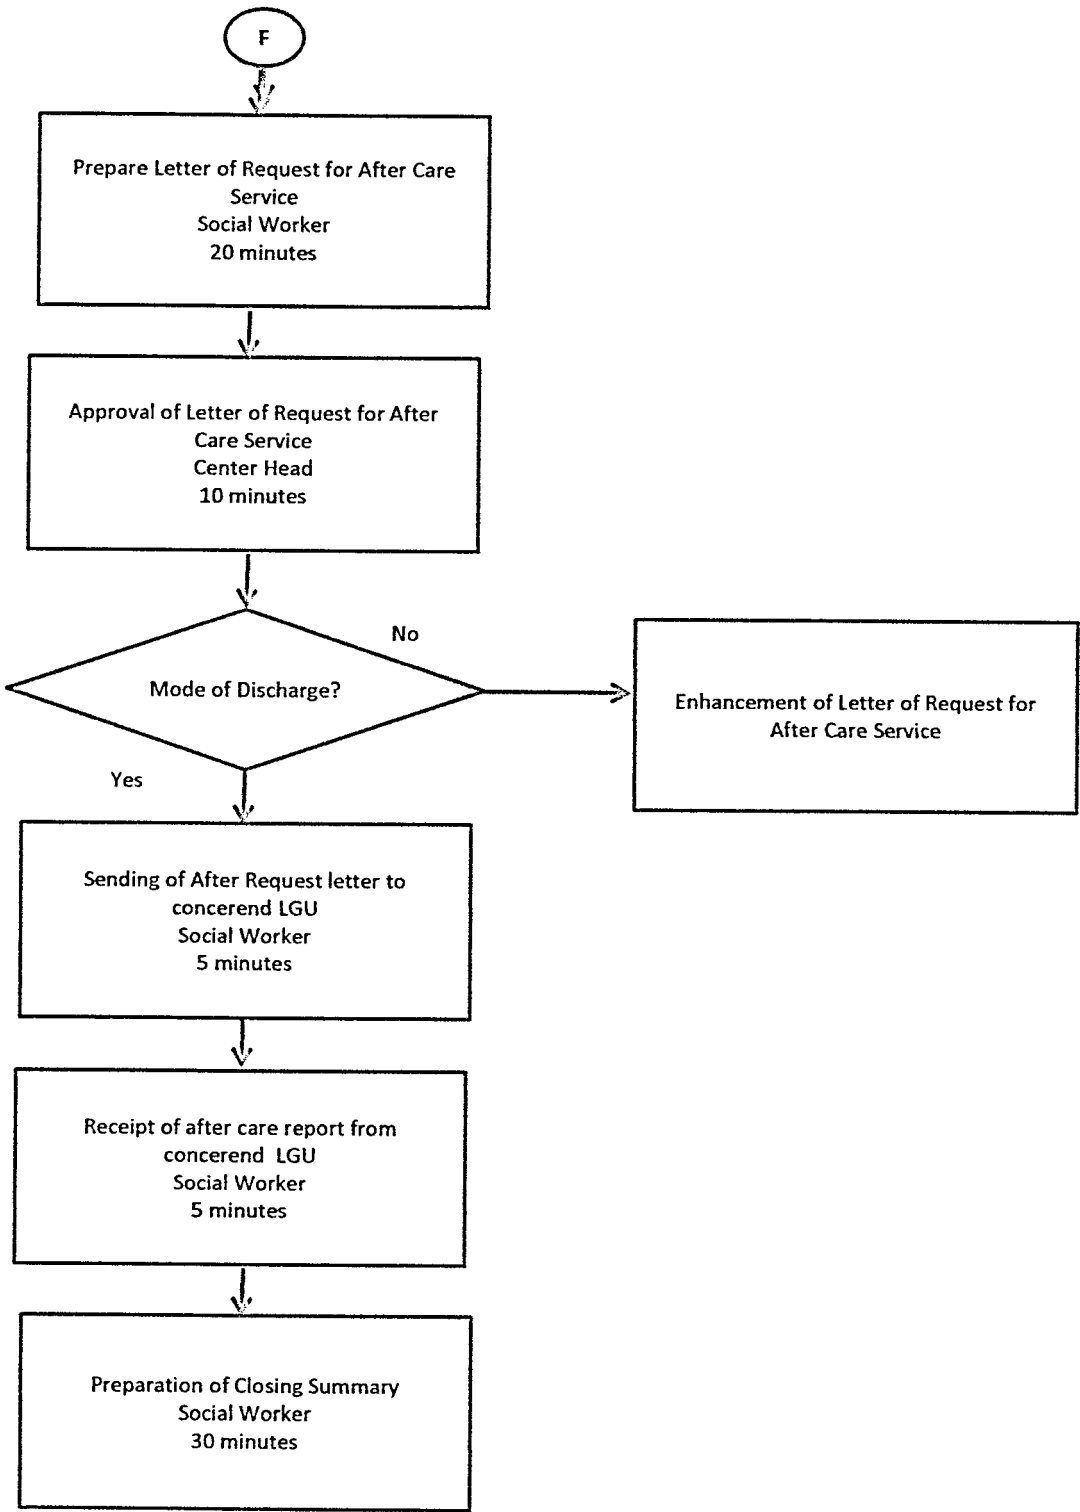 F
Prepare Letter of Request for After Care
Service
Social Worker
20 minutes
Approval of Letter of Request for After
Care Service
Center Head
10 minutes
No
Mode of Discharge?
Enhancement of Letter of Request for
After Care Service
Yes
Sending of After Request letter to
concerend LGU
Social Worker
5 minutes
Receipt of after care report from
concerend LGU
Social Worker
5 minutes
Preparation of Closing Summary
Social Worker
30 minutes